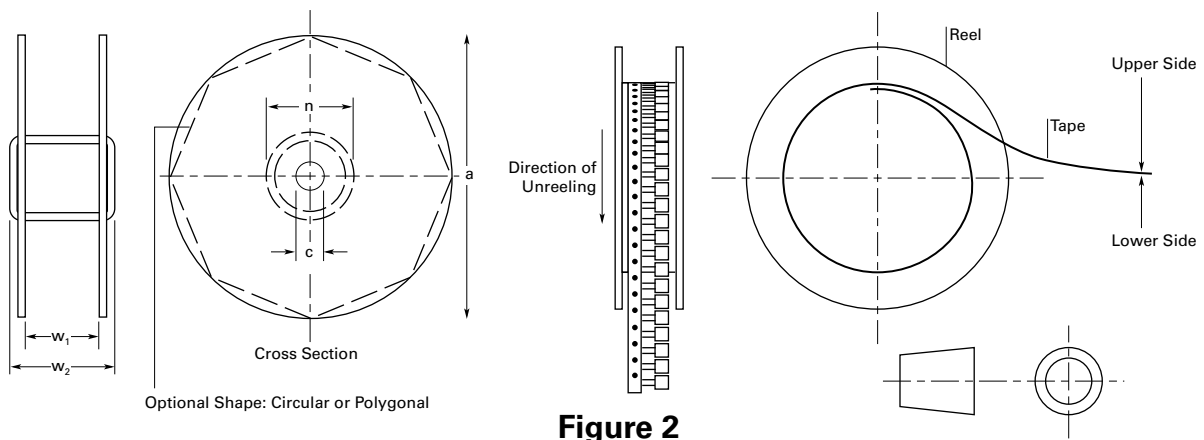 Reel
Upper Side
n
Tape
Direction of
Unreeling
a
c
Lower Side
w1
w2
Cross Section
Optional Shape: Circular or Polygonal
Figure 2